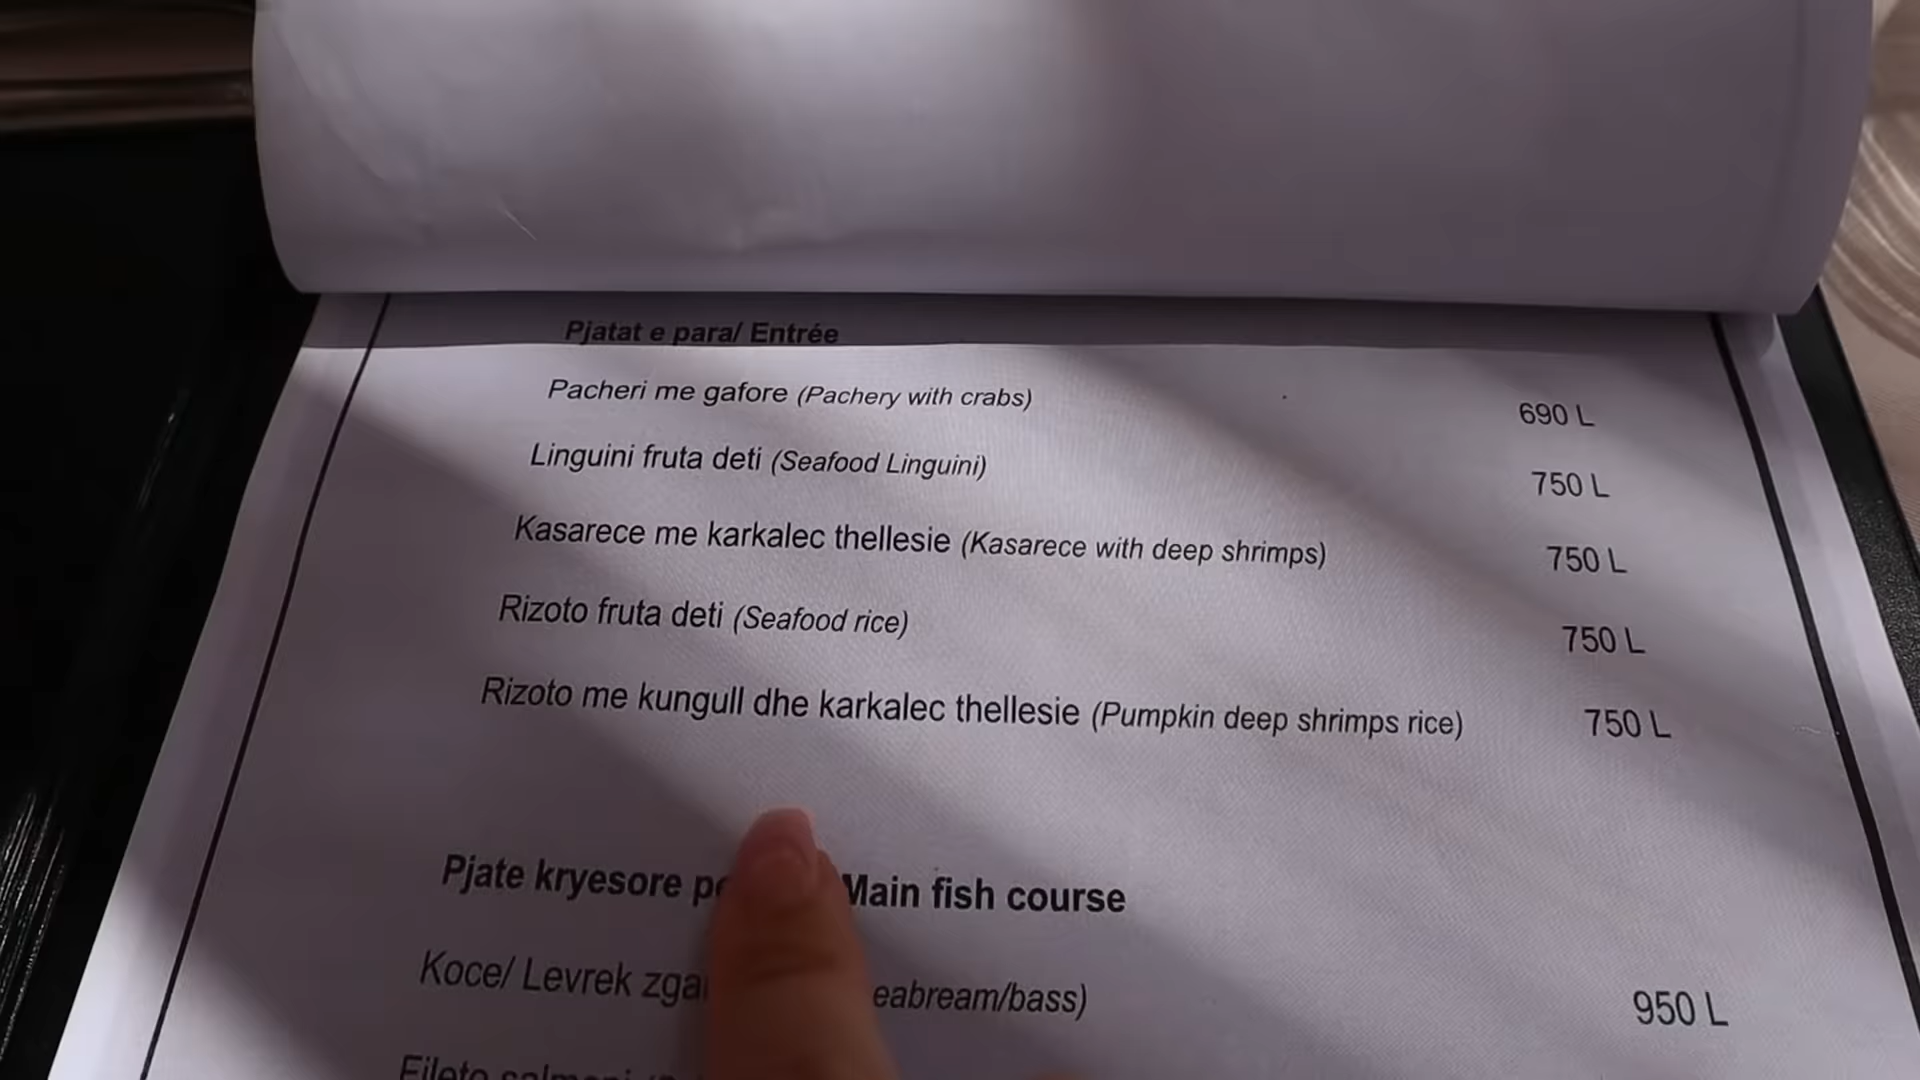 Pjatat e para/ Entrée
Pacheri me gafore (Pachery with crabs) 690 L
Linguini fruta deti (Seafood Linguini) 750 L
Kasarece me karkalec thellesie (Kasarece with deep shrimps) 750 L
Rizoto fruta deti (Seafood rice) 750 L
Rizoto me kungull dhe karkalec thellesie (Pumpkin deep shrimps rice) 750 L
Pjate kryesore Main fish course
Koce/ Levrek eabream/bass) 950 L